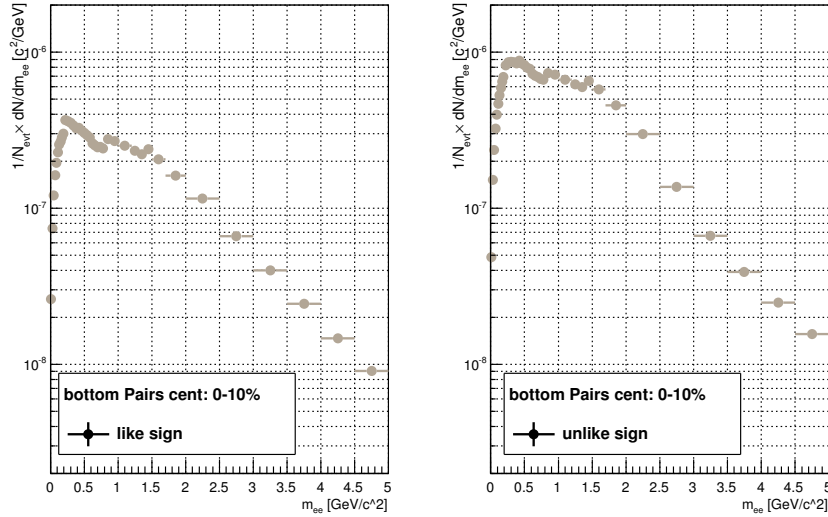 1/N_evt × dN/dm_ee [c²/GeV]
10⁻⁶
10⁻⁷
10⁻⁸
bottom Pairs cent: 0-10%
like sign
0 0.5 1 1.5 2 2.5 3 3.5 4 4.5 5
m_ee [GeV/c^2]
1/N_evt × dN/dm_ee [c²/GeV]
10⁻⁶
10⁻⁷
10⁻⁸
bottom Pairs cent: 0-10%
unlike sign
0 0.5 1 1.5 2 2.5 3 3.5 4 4.5 5
m_ee [GeV/c^2]